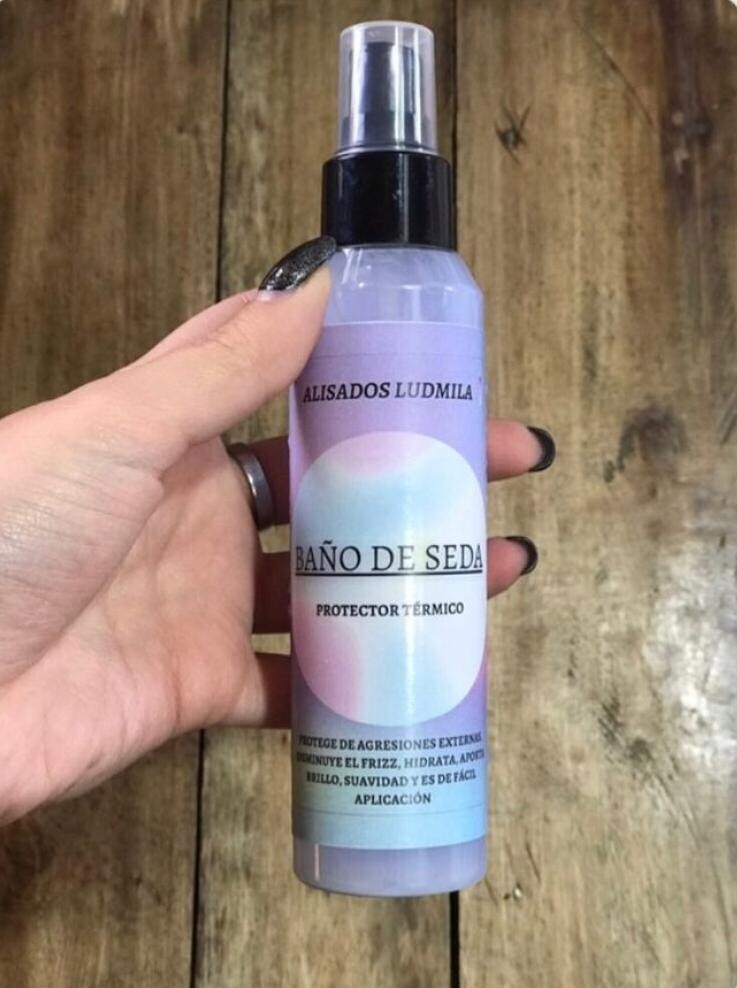 ALISADOS LUDMILA
BAÑO DE SEDA
PROTECTOR TÉRMICO
PROTEGE DE AGRESIONES EXTERNAS,
DISMINUYE EL FRIZZ, HIDRATA, APORTA
BRILLO, SUAVIDAD Y ES DE FÁCIL
APLICACIÓN